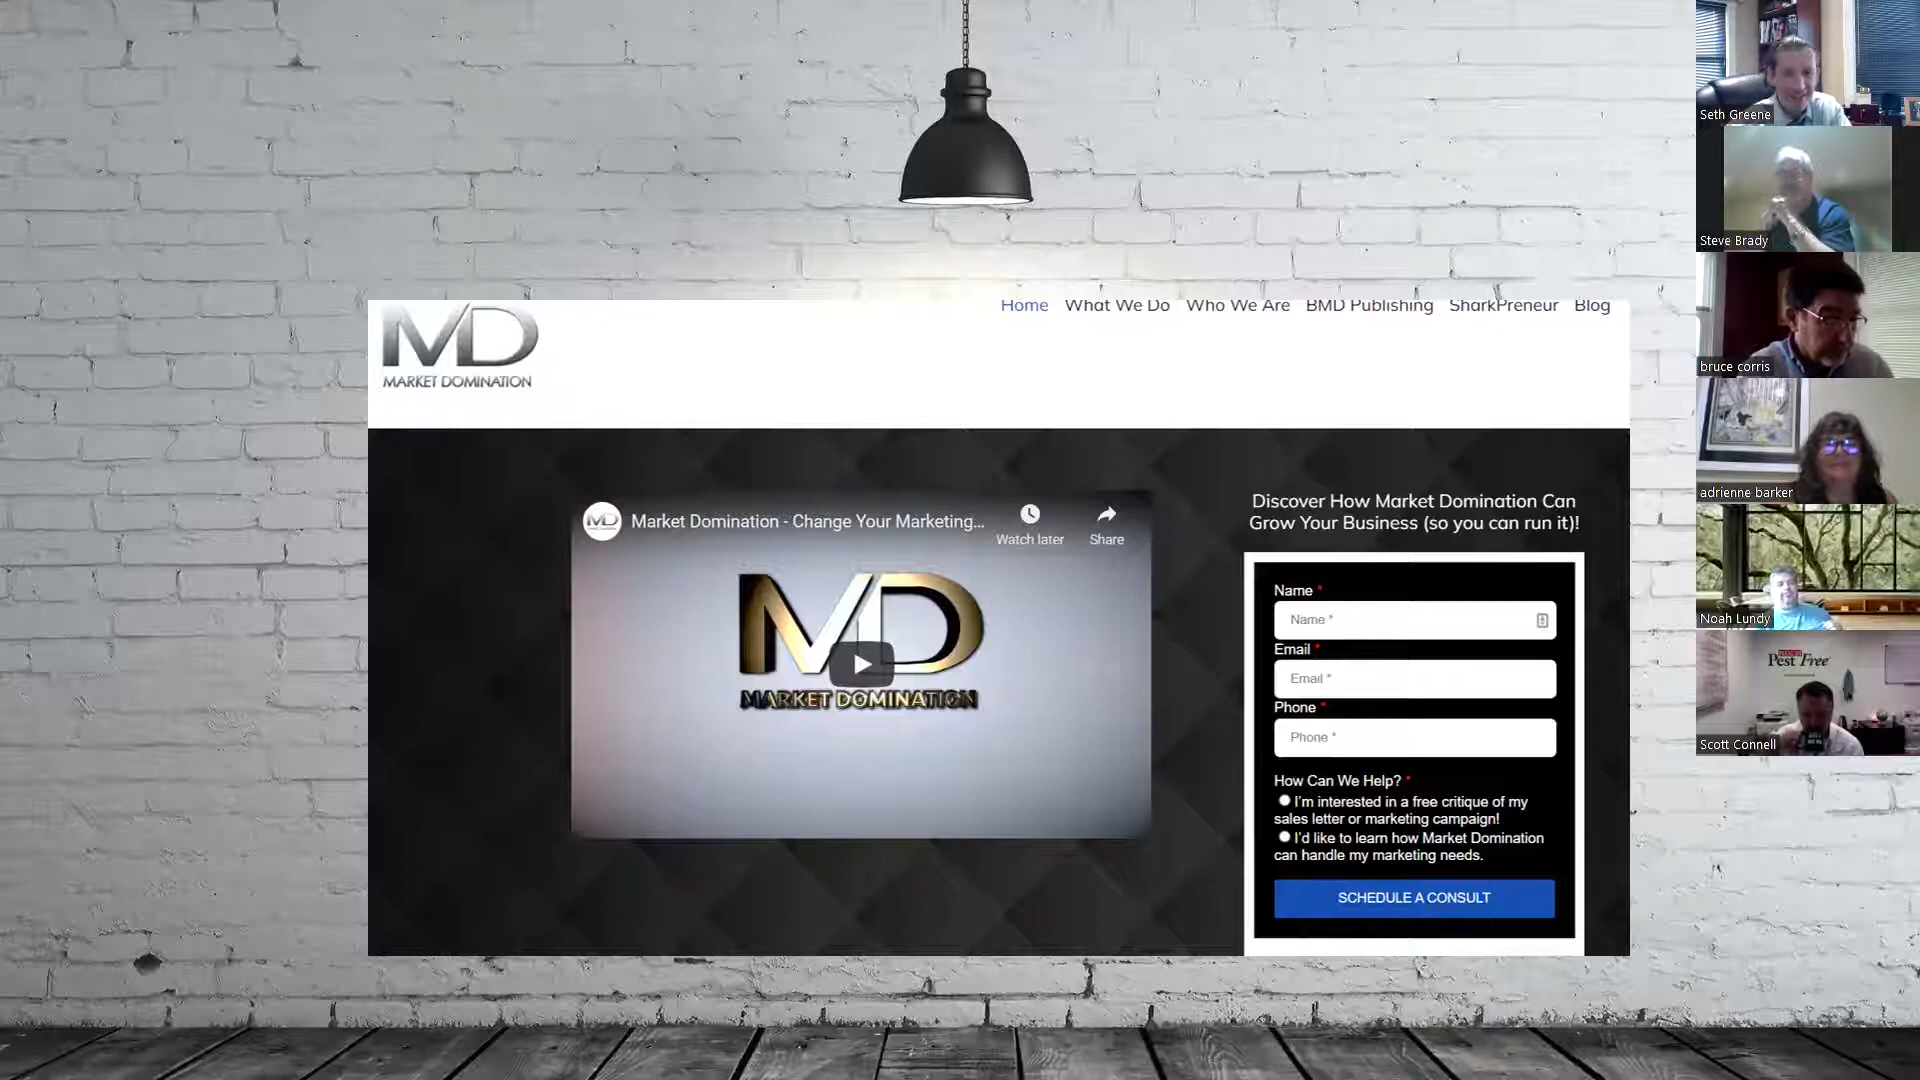 Home What We Do Who We Are BMD Publishing SharkPreneur Blog
MD
MARKET DOMINATION
MD Market Domination - Change Your Marketing...
Watch later Share
MD
MARKET DOMINATION
Discover How Market Domination Can
Grow Your Business (so you can run it)!
Name *
Name *
Email *
Email *
Phone *
Phone *
How Can We Help? *
I'm interested in a free critique of my
sales letter or marketing campaign!
I'd like to learn how Market Domination
can handle my marketing needs.
SCHEDULE A CONSULT
Seth Greene
Steve Brady
bruce corris
adrienne barker
Noah Lundy
Pest Free
Scott Connell